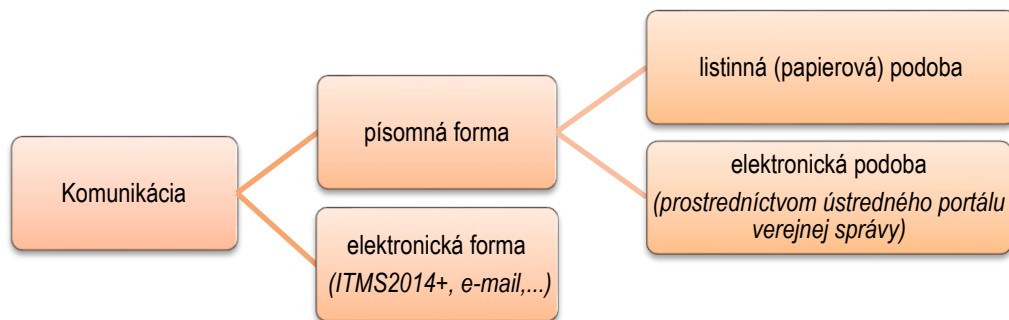 Komunikácia
písomná forma
elektronická forma
(ITMS2014+, e-mail,...)
listinná (papierová) podoba
elektronická podoba
(prostredníctvom ústredného portálu
verejnej správy)